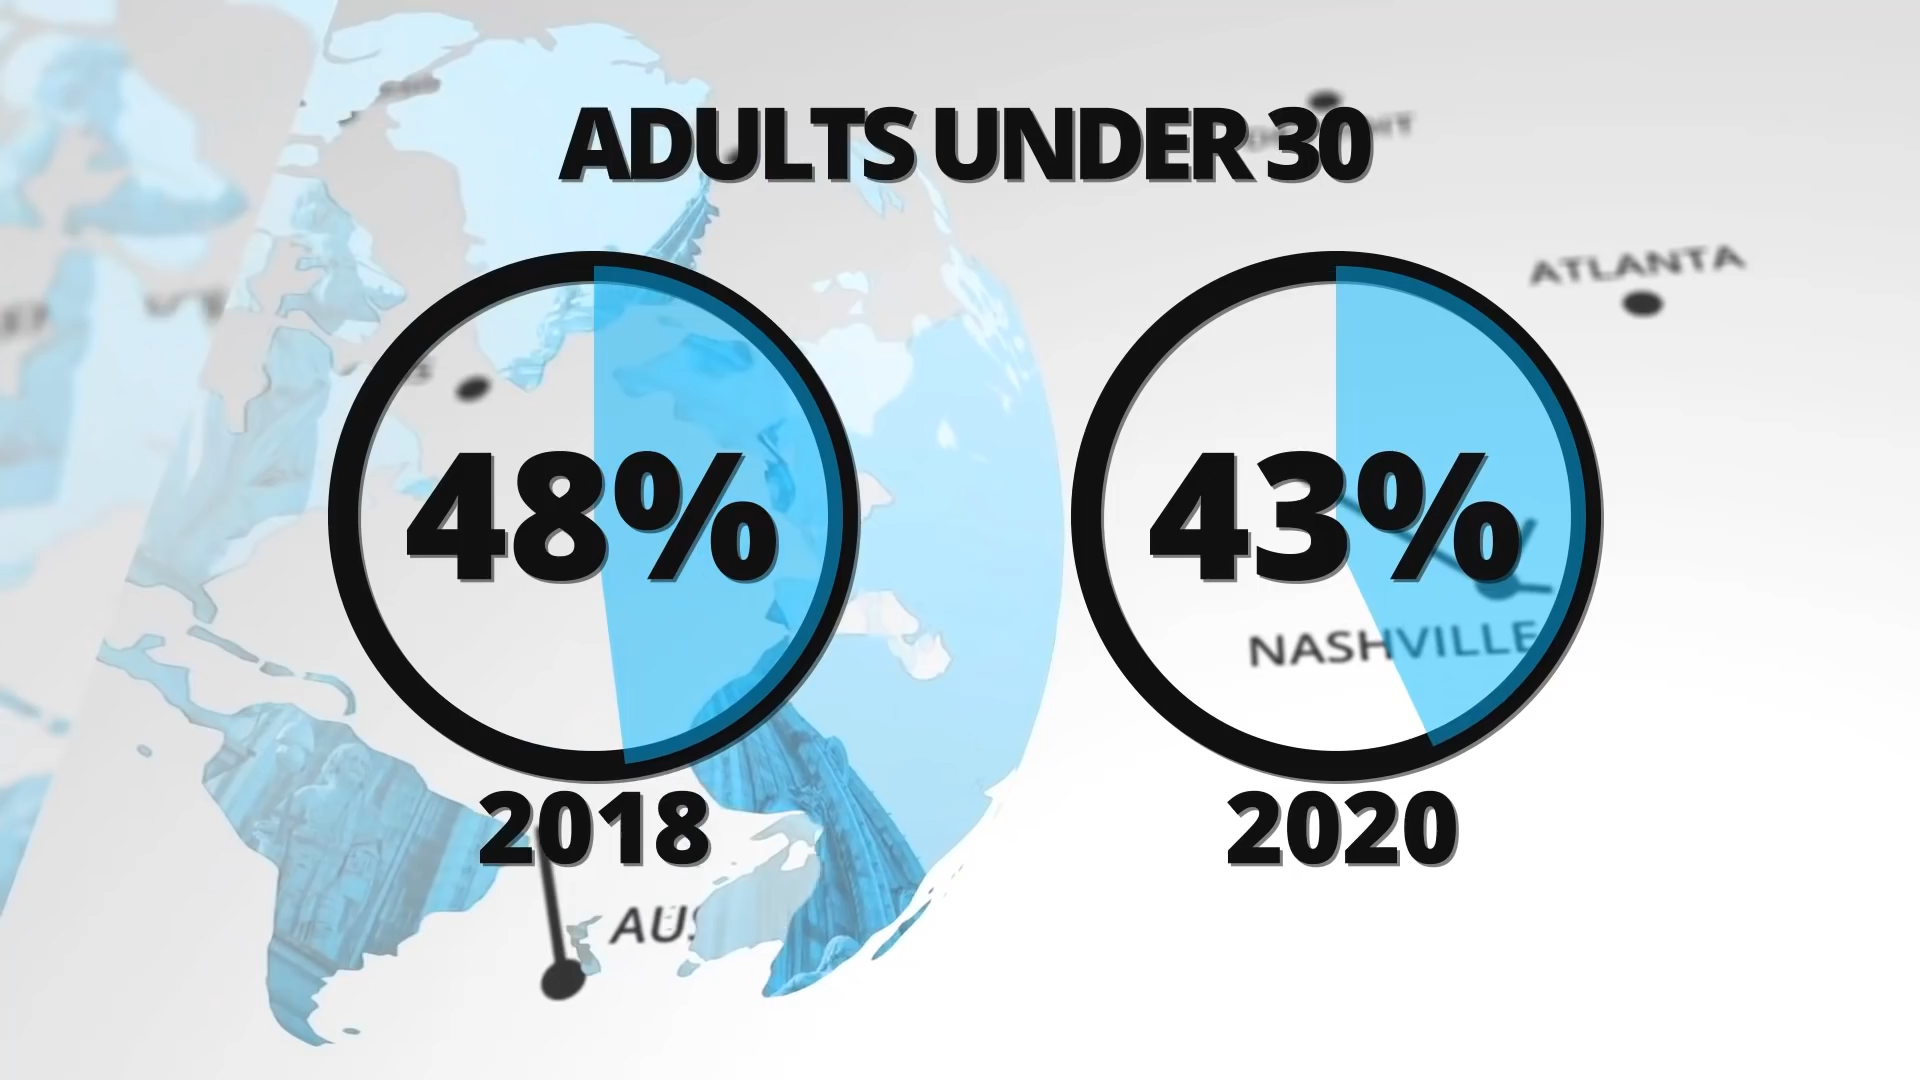 ADULTS UNDER 30
ATLANTA
48%
43%
NASHVILLE
2018
2020